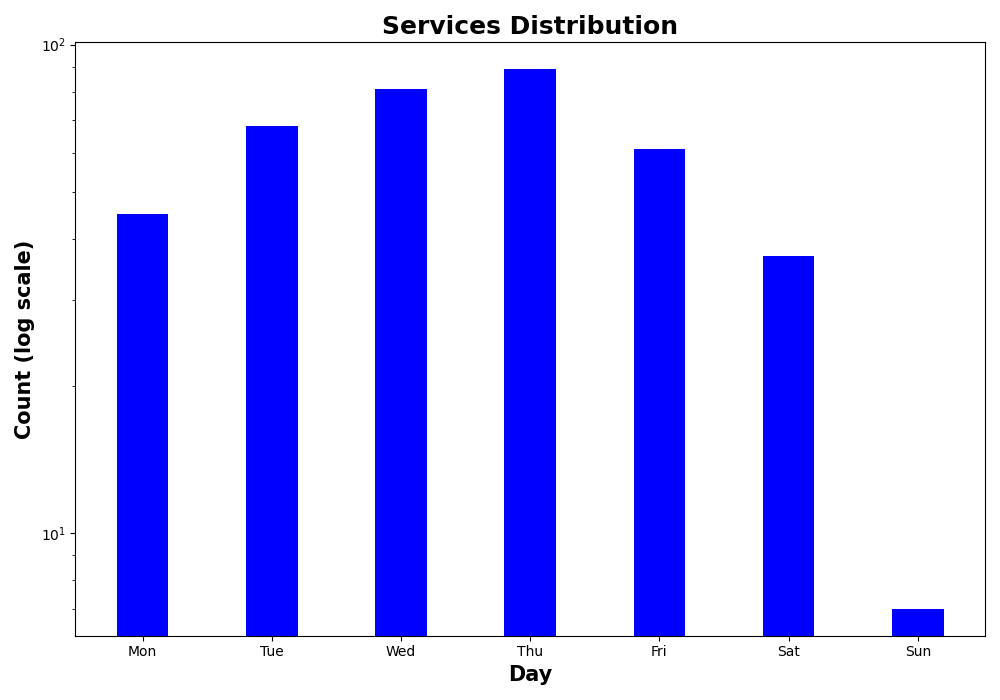 Services Distribution
10²
10¹
Count (log scale)
Mon Tue Wed Thu Fri Sat Sun
Day